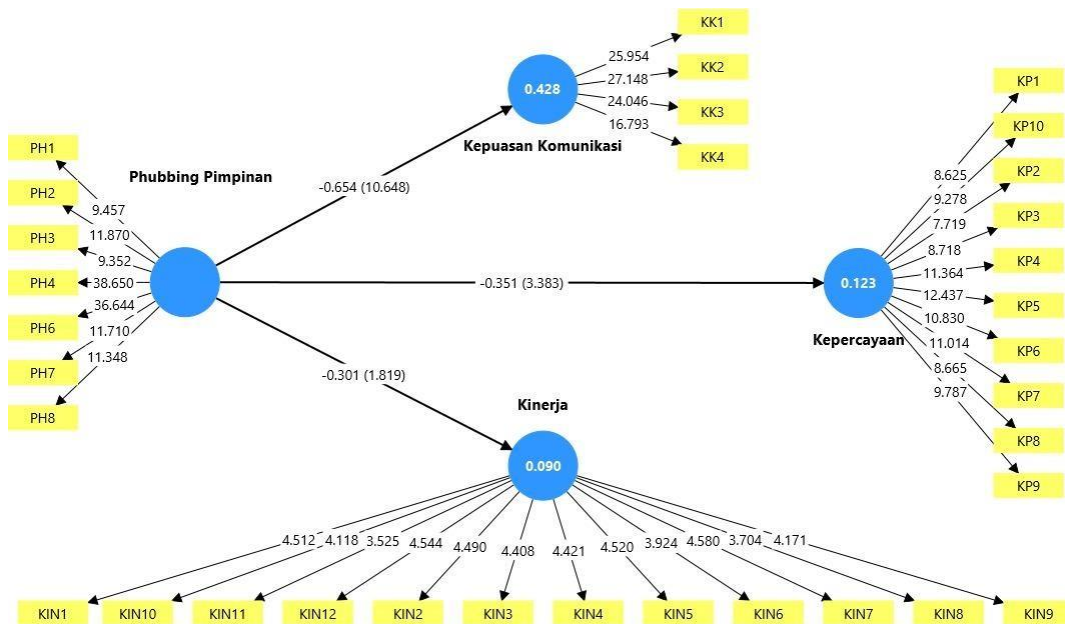 KK1
25.954
KK2
27.148
0.428
24.046
KK3
16.793
KK4
Kepuasan Komunikasi
KP1
KP10
KP2
KP3
KP4
KP5
KP6
KP7
KP8
KP9
8.625
9.278
7.719
8.718
11.364
12.437
10.830
11.014
8.665
9.787
0.123
Kepercayaan
Phubbing Pimpinan
PH1
PH2
PH3
PH4
PH6
PH7
PH8
9.457
11.870
9.352
38.650
36.644
11.710
11.348
-0.654 (10.648)
-0.351 (3.383)
-0.301 (1.819)
Kinerja
0.090
4.512 4.118 3.525 4.544 4.490 4.408 4.421 4.520 3.924 4.580 3.704 4.171
KIN1 KIN10 KIN11 KIN12 KIN2 KIN3 KIN4 KIN5 KIN6 KIN7 KIN8 KIN9